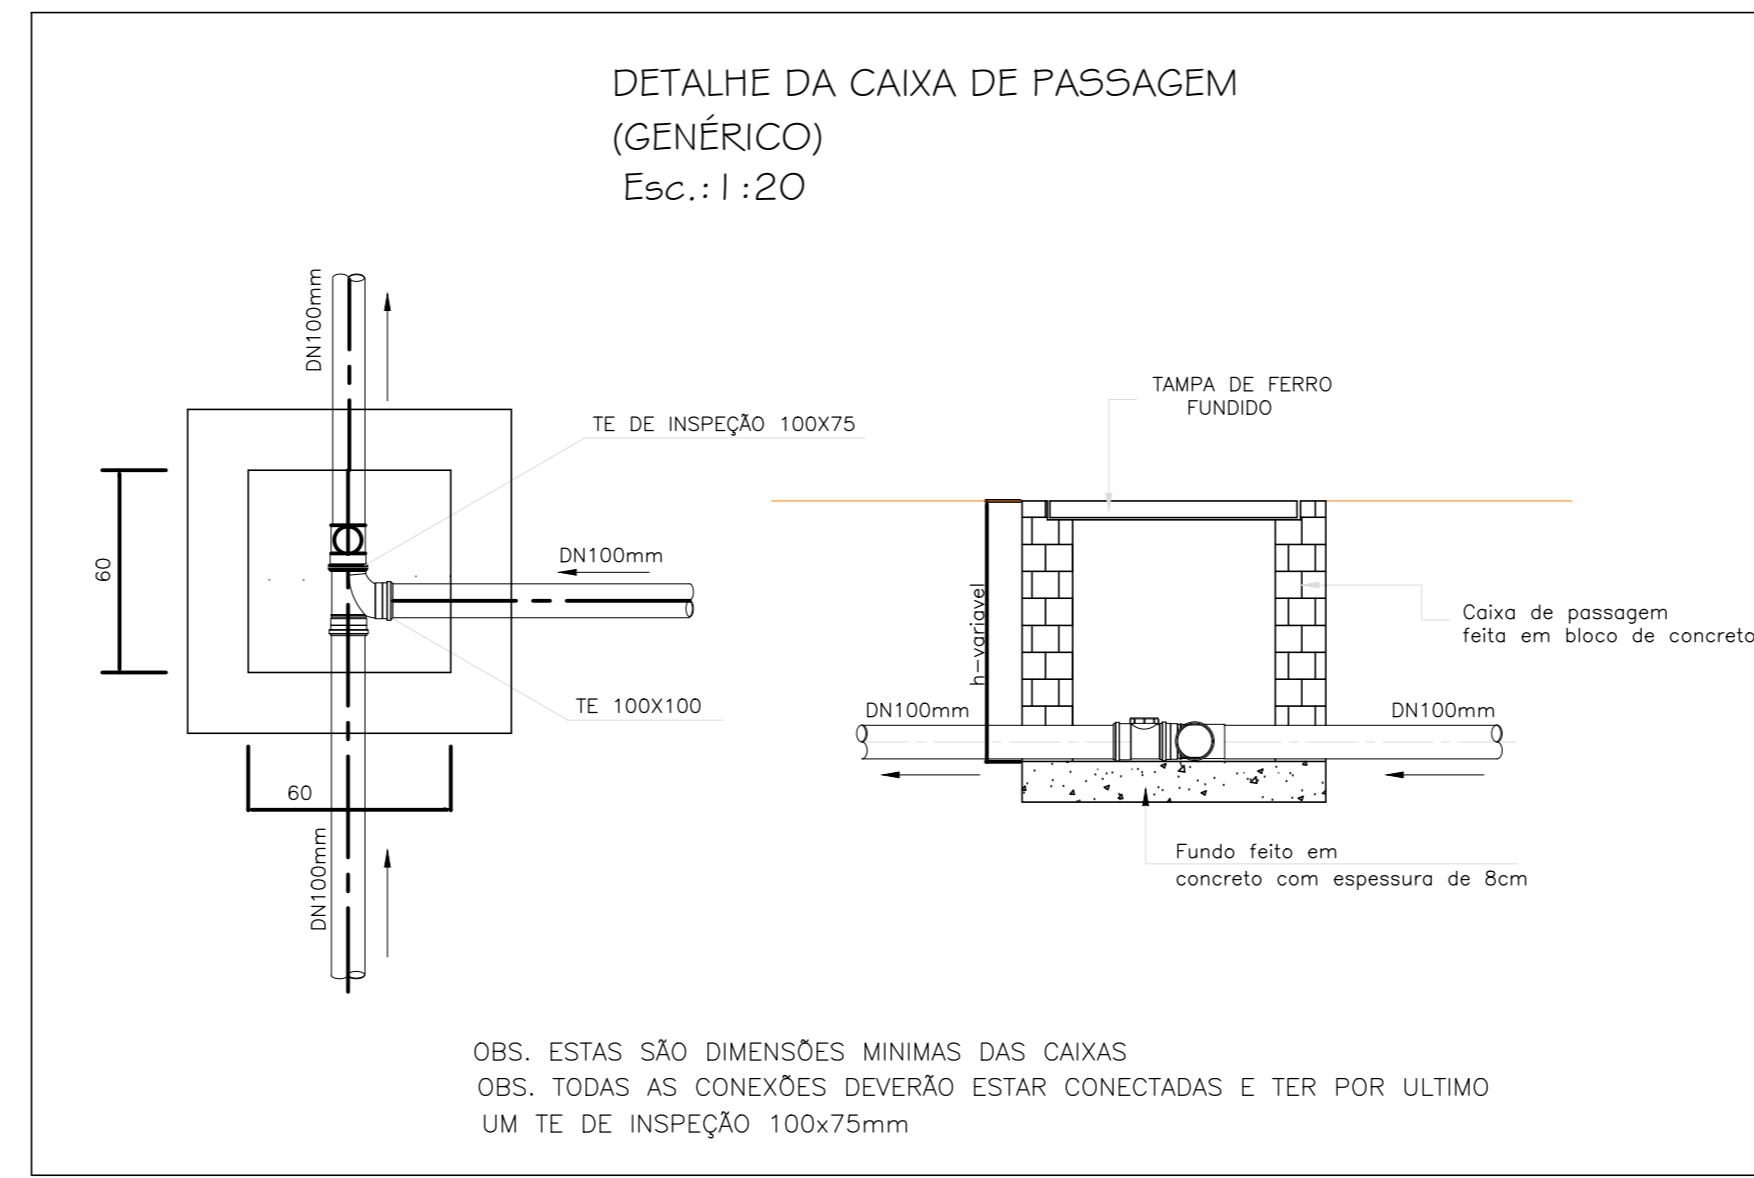 DETALHE DA CAIXA DE PASSAGEM
(GENÉRICO)
Esc.:1:20
DN100mm
TE DE INSPEÇÃO 100X75
60
DN100mm
TE 100X100
60
DN100mm
TAMPA DE FERRO
FUNDIDO
h-variavel
Caixa de passagem
feita em bloco de concreto
DN100mm
DN100mm
Fundo feito em
concreto com espessura de 8cm
OBS. ESTAS SÃO DIMENSÕES MINIMAS DAS CAIXAS
OBS. TODAS AS CONEXÕES DEVERÃO ESTAR CONECTADAS E TER POR ULTIMO
UM TE DE INSPEÇÃO 100x75mm